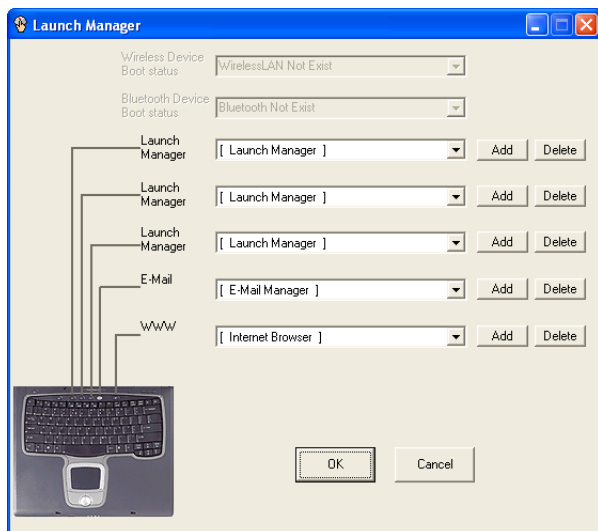 Launch Manager
Wireless Device
Boot status
WirelessLAN Not Exist
Bluetooth Device
Boot status
Bluetooth Not Exist
Launch
Manager
[ Launch Manager ]
Add
Delete
Launch
Manager
[ Launch Manager ]
Add
Delete
Launch
Manager
[ Launch Manager ]
Add
Delete
E-Mail
[ E-Mail Manager ]
Add
Delete
WWW
[ Internet Browser ]
Add
Delete
OK
Cancel